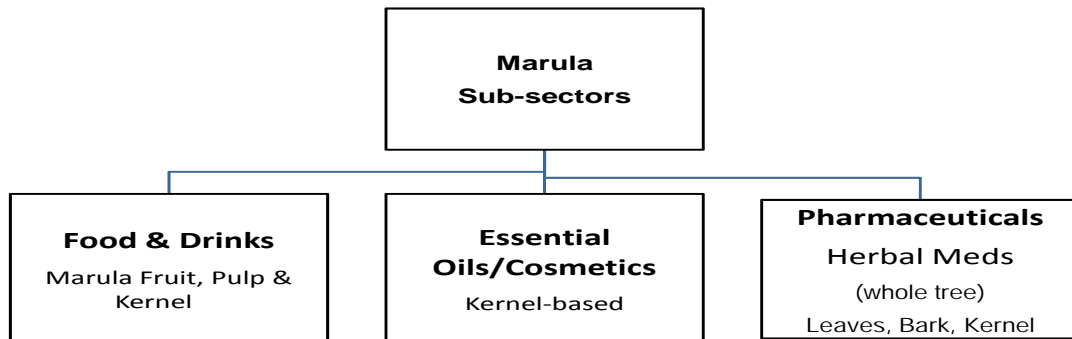 Marula
Sub-sectors
Food & Drinks
Marula Fruit, Pulp &
Kernel
Essential
Oils/Cosmetics
Kernel-based
Pharmaceuticals
Herbal Meds
(whole tree)
Leaves, Bark, Kernel